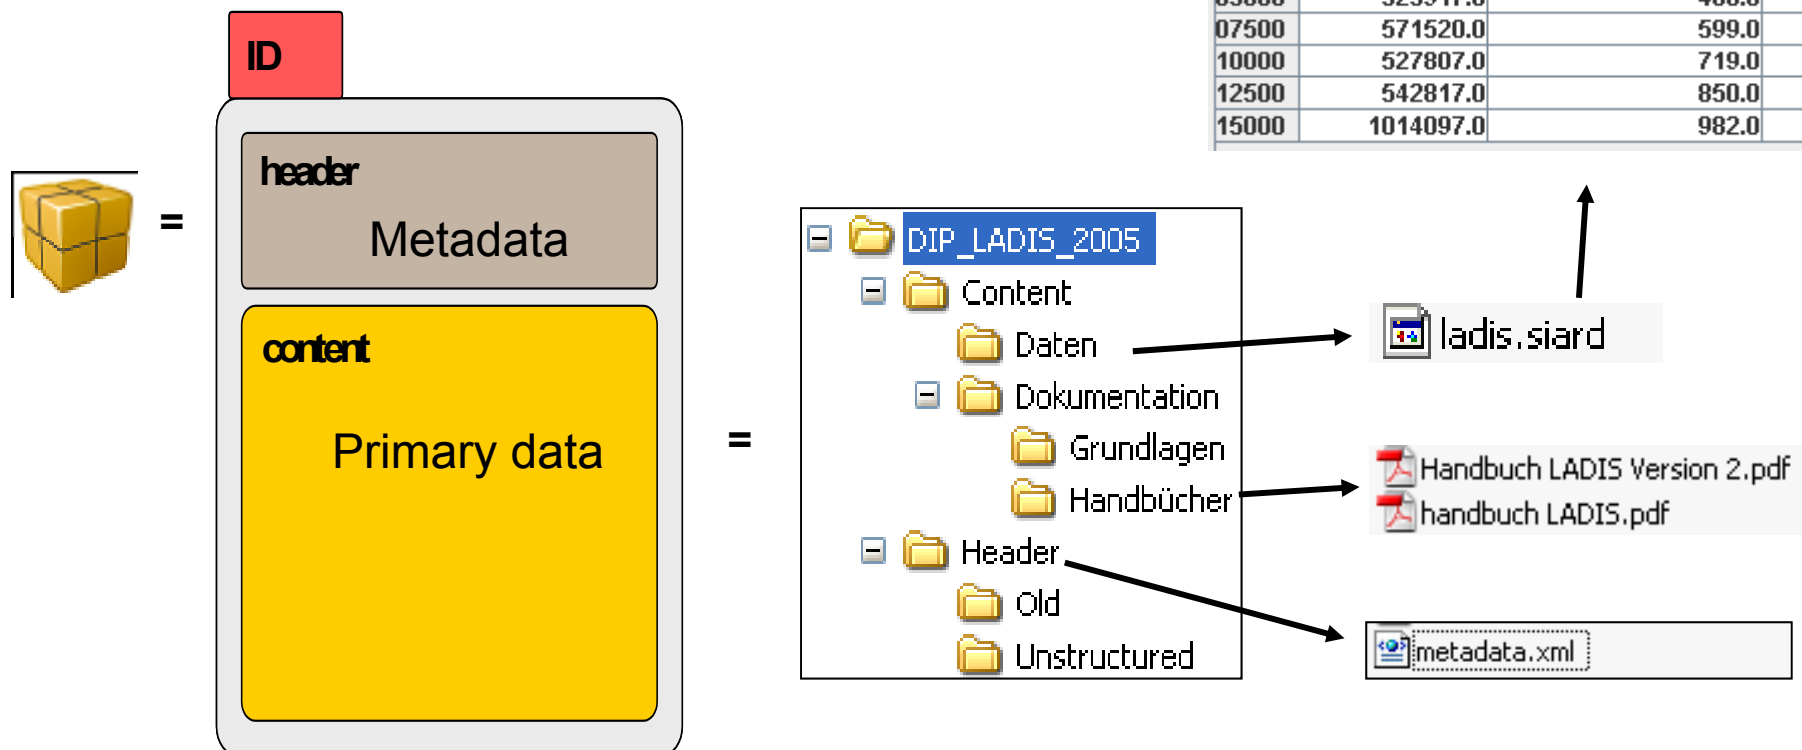 ID
header
Metadata
content
Primary data
=
=
DIP_LADIS_2005
Content
Daten
Dokumentation
Grundlagen
Handbücher
Header
Old
Unstructured
07500 571520.0 599.0
10000 527807.0 719.0
12500 542817.0 850.0
15000 1014097.0 982.0
ladis.siard
Handbuch LADIS Version 2.pdf
handbuch LADIS.pdf
metadata.xml